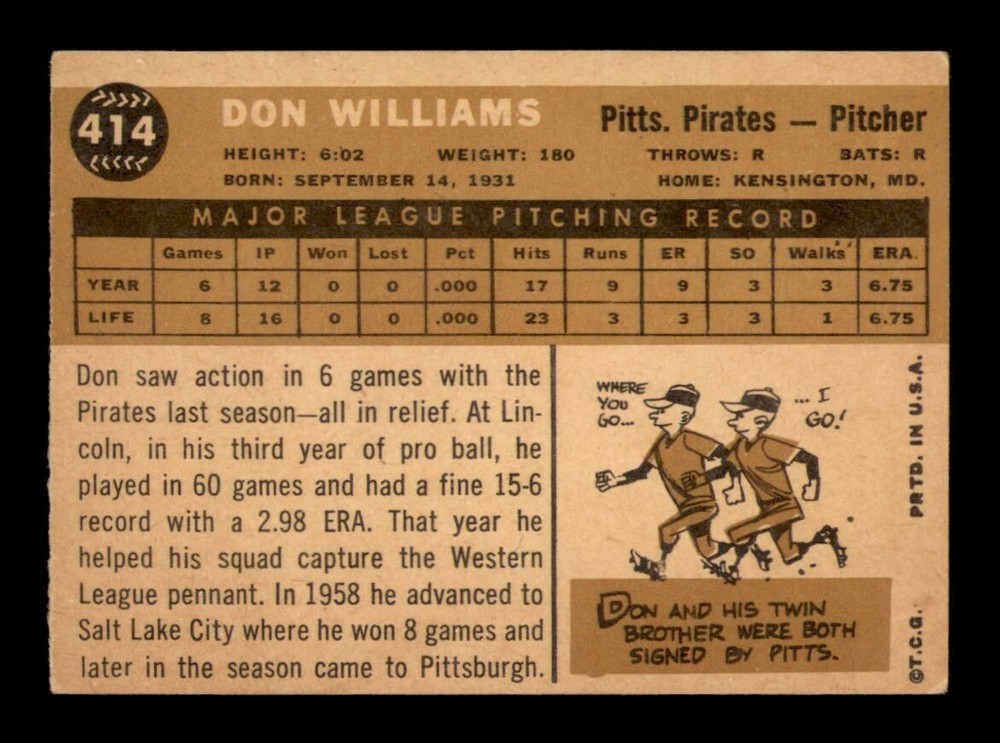 414
DON WILLIAMS
Pitts. Pirates — Pitcher
HEIGHT: 6:02 WEIGHT: 180 THROWS: R BATS: R
BORN: SEPTEMBER 14, 1931 HOME: KENSINGTON, MD.
MAJOR LEAGUE PITCHING RECORD
Games IP Won Lost Pct Hits Runs ER SO Walks ERA.
YEAR 6 12 0 0 .000 17 9 9 3 3 6.75
LIFE 8 16 0 0 .000 23 3 3 3 1 6.75
Don saw action in 6 games with the
Pirates last season—all in relief. At Lin-
coln, in his third year of pro ball, he
played in 60 games and had a fine 15-6
record with a 2.98 ERA. That year he
helped his squad capture the Western
League pennant. In 1958 he advanced to
Salt Lake City where he won 8 games and
later in the season came to Pittsburgh.
WHERE
YOU
GO...
... I
GO!
DON AND HIS TWIN
BROTHER WERE BOTH
SIGNED BY PITTS.
©T.C.G. PRTD. IN U.S.A.